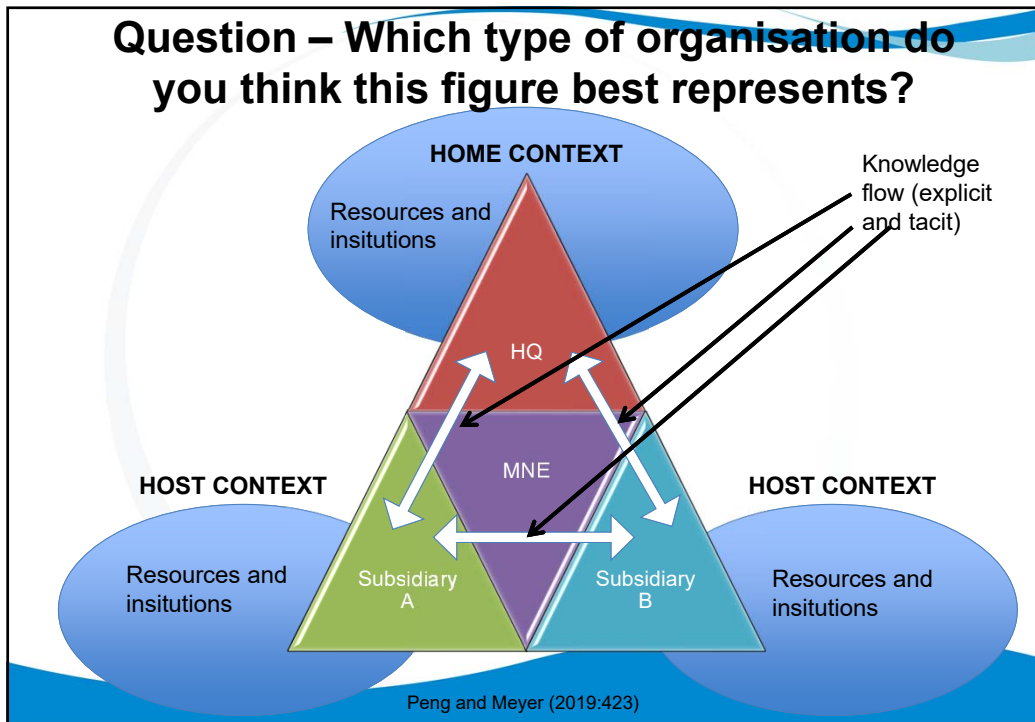 Question – Which type of organisation do
you think this figure best represents?
HOME CONTEXT
Resources and
insitutions
Knowledge
flow (explicit
and tacit)
HQ
MNE
HOST CONTEXT
Resources and
insitutions
Subsidiary
A
Subsidiary
B
HOST CONTEXT
Resources and
insitutions
Peng and Meyer (2019:423)